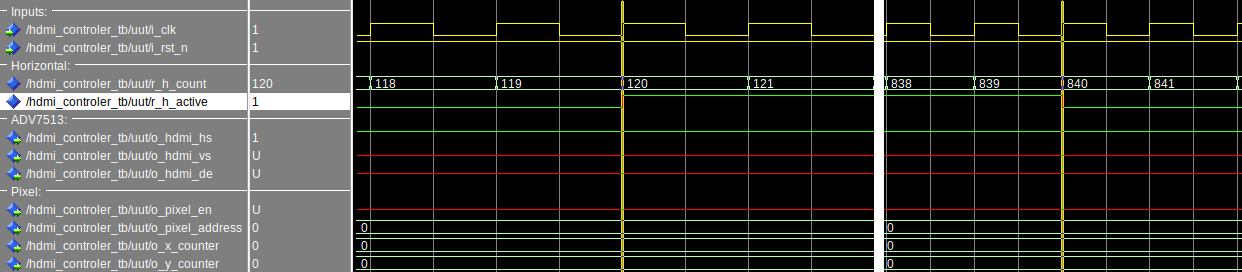 Inputs:
/hdmi_controler_tb/uut/i_clk 1
/hdmi_controler_tb/uut/i_rst_n 1
Horizontal:
/hdmi_controler_tb/uut/r_h_count 120 118 119 120 121 838 839 840 841
/hdmi_controler_tb/uut/r_h_active 1
ADV7513:
/hdmi_controler_tb/uut/o_hdmi_hs 1
/hdmi_controler_tb/uut/o_hdmi_vs U
/hdmi_controler_tb/uut/o_hdmi_de U
Pixel:
/hdmi_controler_tb/uut/o_pixel_en U
/hdmi_controler_tb/uut/o_pixel_address 0 0 0
/hdmi_controler_tb/uut/o_x_counter 0 0 0
/hdmi_controler_tb/uut/o_y_counter 0 0 0